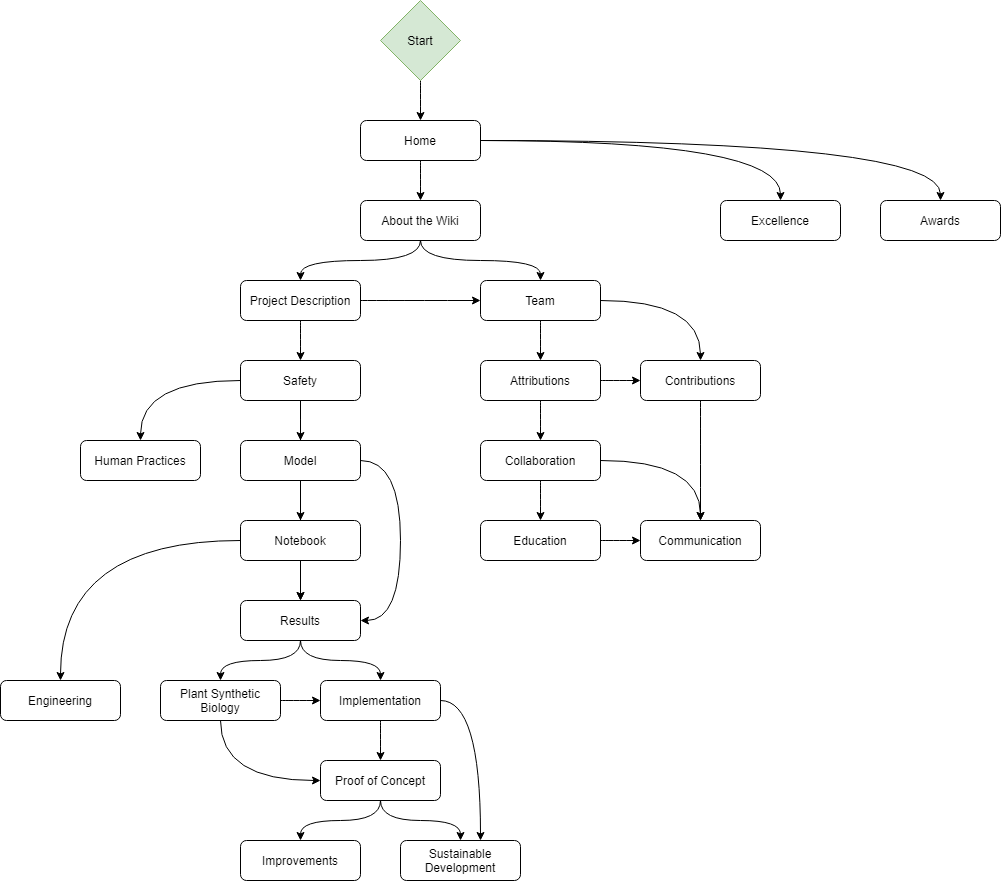 Start
Home
About the Wiki
Excellence
Awards
Project Description
Team
Safety
Attributions
Contributions
Human Practices
Model
Collaboration
Notebook
Education
Communication
Results
Engineering
Plant Synthetic
Biology
Implementation
Proof of Concept
Improvements
Sustainable
Development